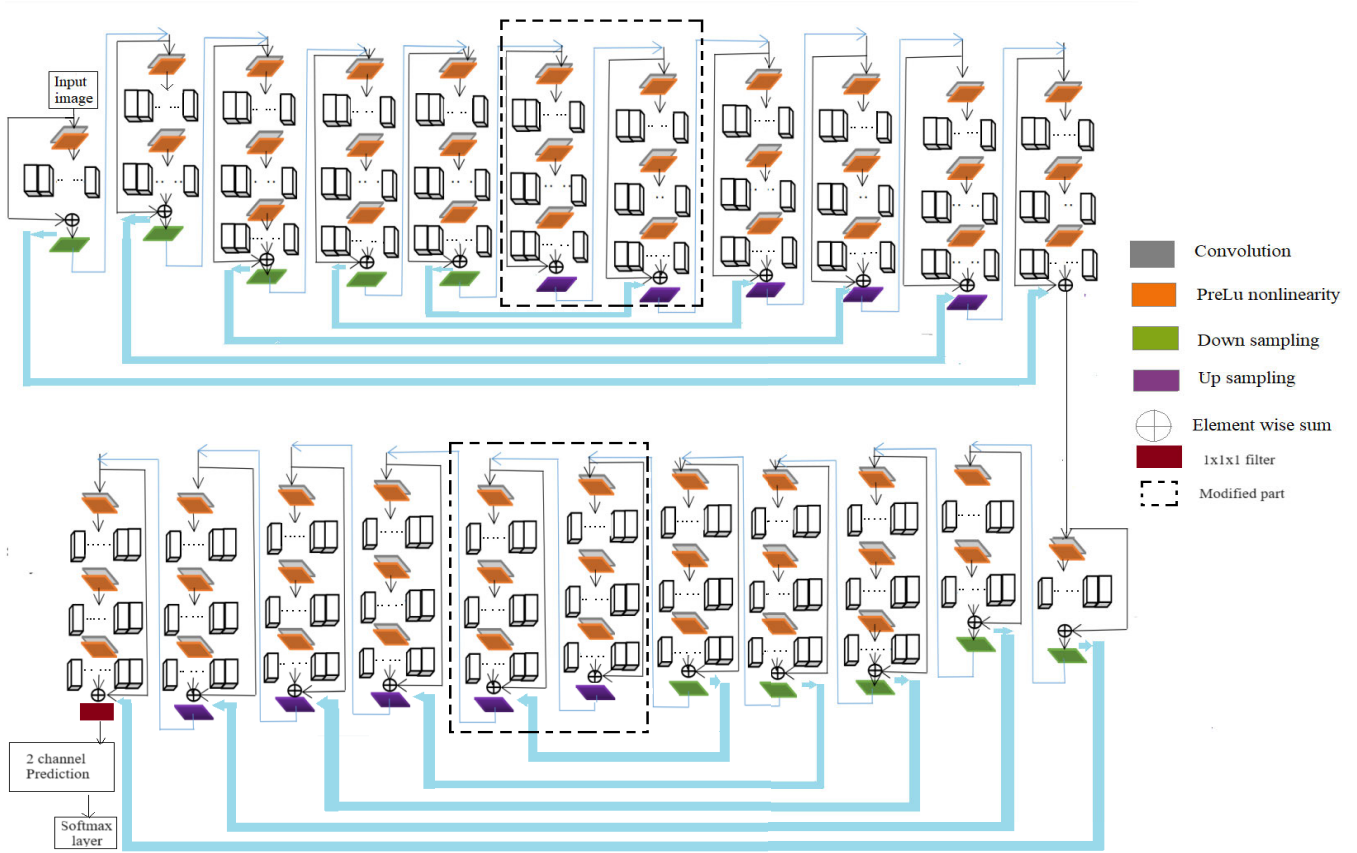 Input
image
Convolution
PreLu nonlinearity
Down sampling
Up sampling
Element wise sum
1x1x1 filter
Modified part
2 channel
Prediction
Softmax
layer